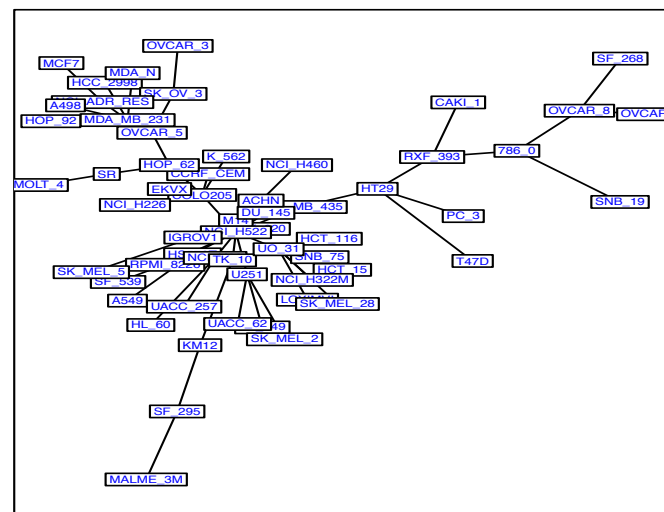 OVCAR_3
SF_268
MCF7
MDA_N
HCC_2998
SK_OV_3
ADR_RES
A498
CAKI_1
OVCAR_8
OVCAR
HOP_92
MDA_MB_231
OVCAR_5
K_562
NCI_H460
RXF_393
786_0
HOP_62
CCRF_CEM
SR
MOLT_4
EKVX
COLO205
HT29
ACHN
SNB_19
NCI_H226
MB_435
DU_145
PC_3
M14
NCI_H522
IGROV1
HCT_116
UO_31
SNB_75
T47D
RPMI_8226
TK_10
HCT_15
SK_MEL_5
U251
NCI_H322M
SF_539
A549
UACC_257
SK_MEL_28
HL_60
UACC_62
SK_MEL_2
KM12
SF_295
MALME_3M